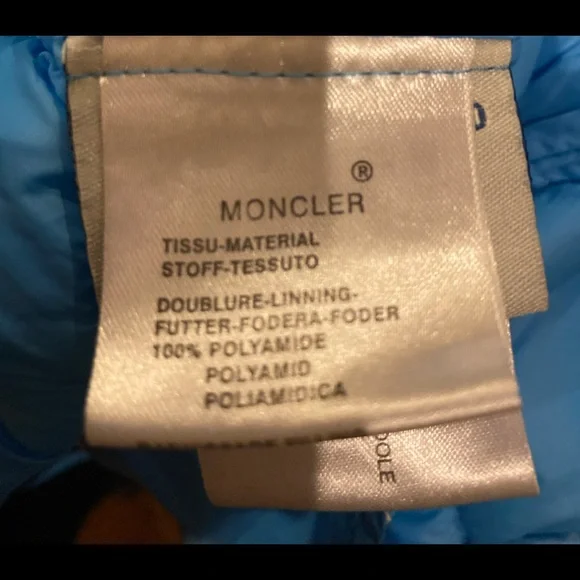 ®
MONCLER
TISSU-MATERIAL
STOFF-TESSUTO
DOUBLURE-LINNING-
FUTTER-FODERA-FODER
100% POLYAMIDE
POLYAMID
POLIAMIDICA